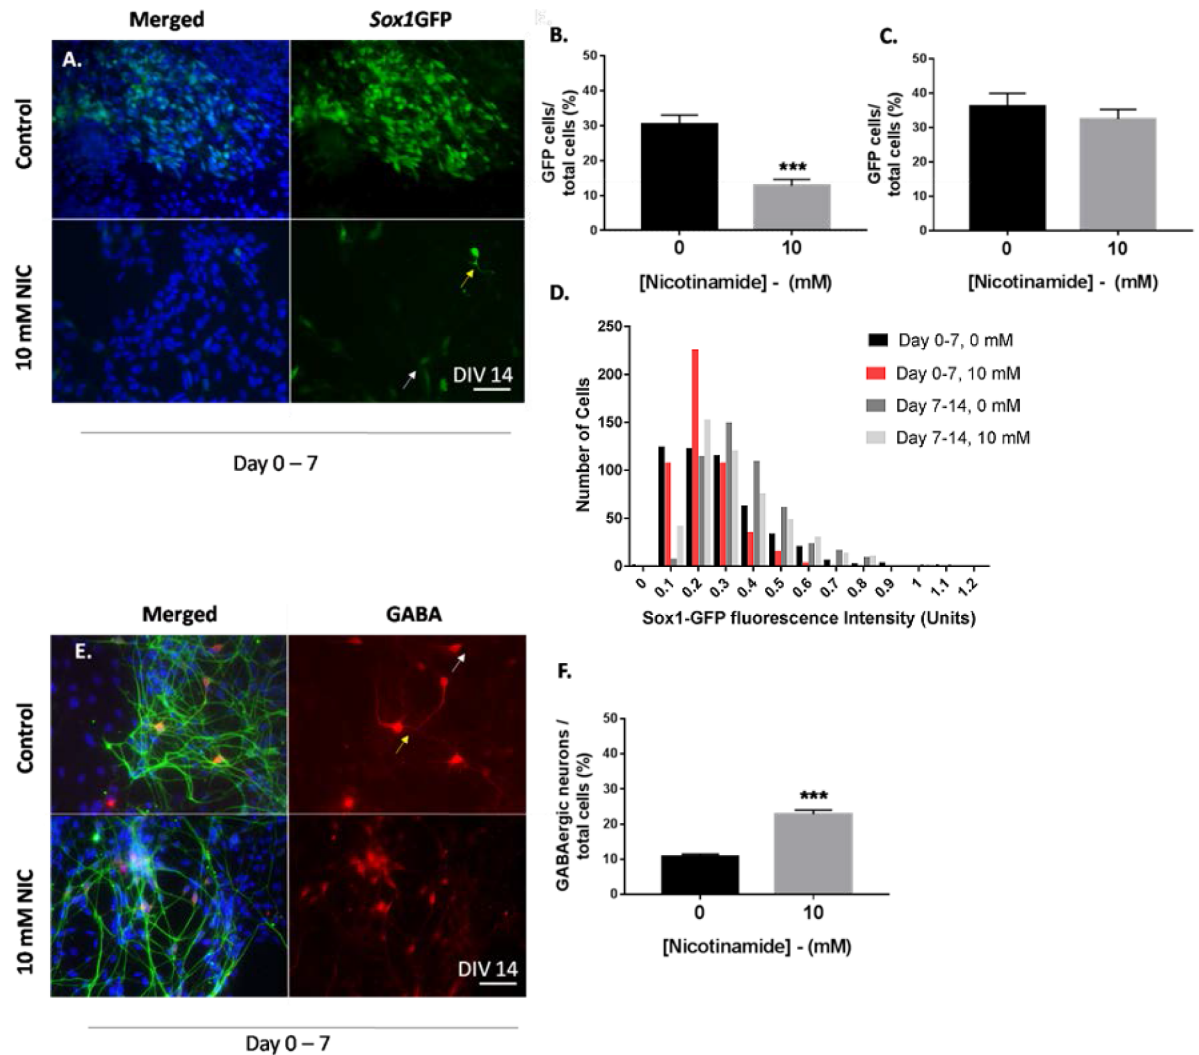 Merged
Sox1GFP
A.
Control
10 mM NIC
DIV 14
Day 0 – 7
B.
GFP cells/
total cells (%)
50
40
30
20
10
0
***
0 10
[Nicotinamide] - (mM)
C.
GFP cells/
total cells (%)
50
40
30
20
10
0
0 10
[Nicotinamide] - (mM)
D.
Number of Cells
250
200
150
100
50
0
0 0.1 0.2 0.3 0.4 0.5 0.6 0.7 0.8 0.9 1 1.1 1.2
Sox1-GFP fluorescence Intensity (Units)
Day 0-7, 0 mM
Day 0-7, 10 mM
Day 7-14, 0 mM
Day 7-14, 10 mM
Merged
GABA
E.
Control
10 mM NIC
DIV 14
Day 0 – 7
F.
GABAergic neurons /
total cells (%)
50
40
30
20
10
0
***
0 10
[Nicotinamide] - (mM)